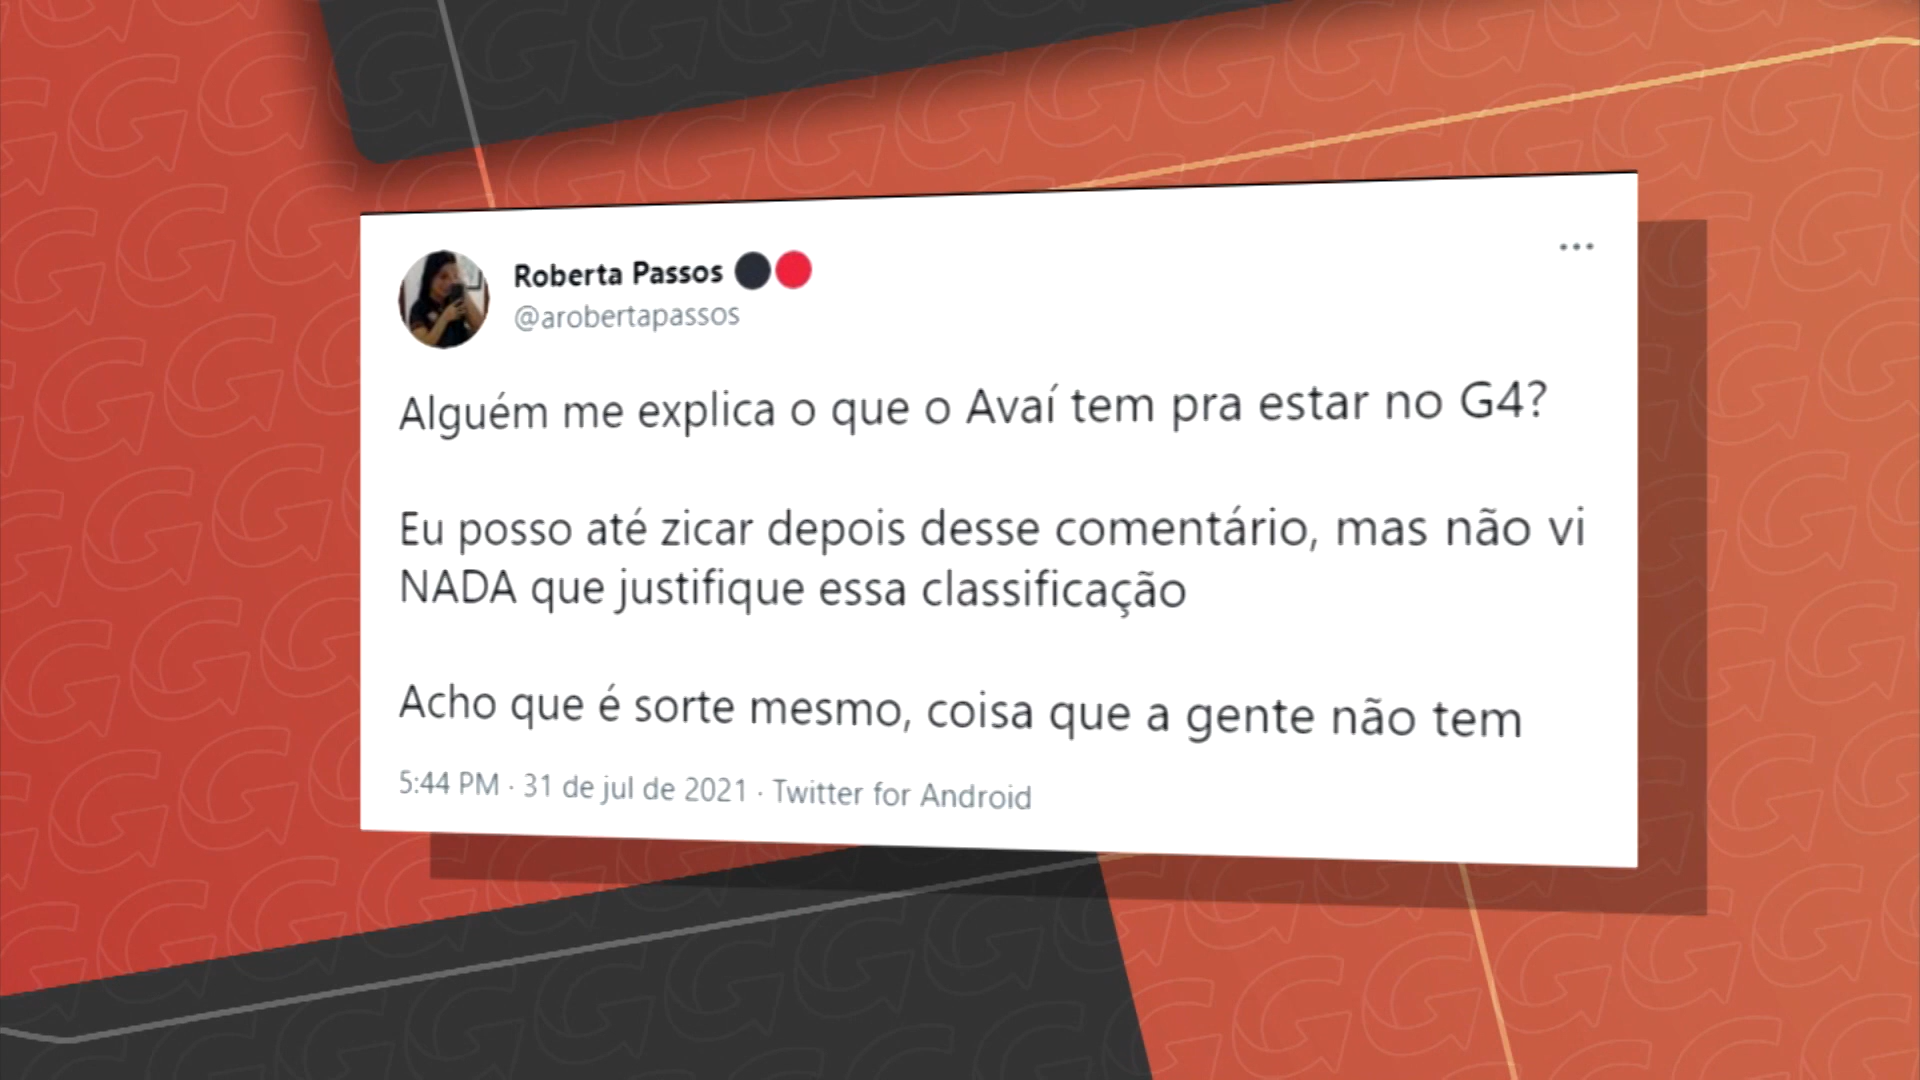 Roberta Passos ⚫🔴
@arobertapassos
Alguém me explica o que o Avaí tem pra estar no G4?
Eu posso até zicar depois desse comentário, mas não vi
NADA que justifique essa classificação
Acho que é sorte mesmo, coisa que a gente não tem
5:44 PM · 31 de jul de 2021 · Twitter for Android